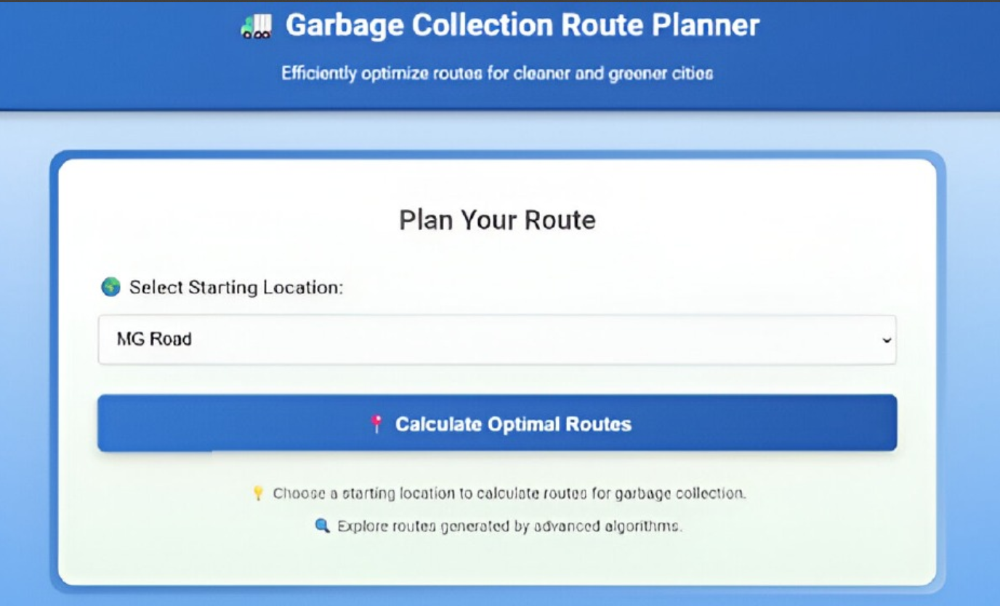 Garbage Collection Route Planner
Efficiently optimize routes for cleaner and greener cities
Plan Your Route
Select Starting Location:
MG Road
Calculate Optimal Routes
Choose a starting location to calculate routes for garbage collection.
Explore routes generated by advanced algorithms.